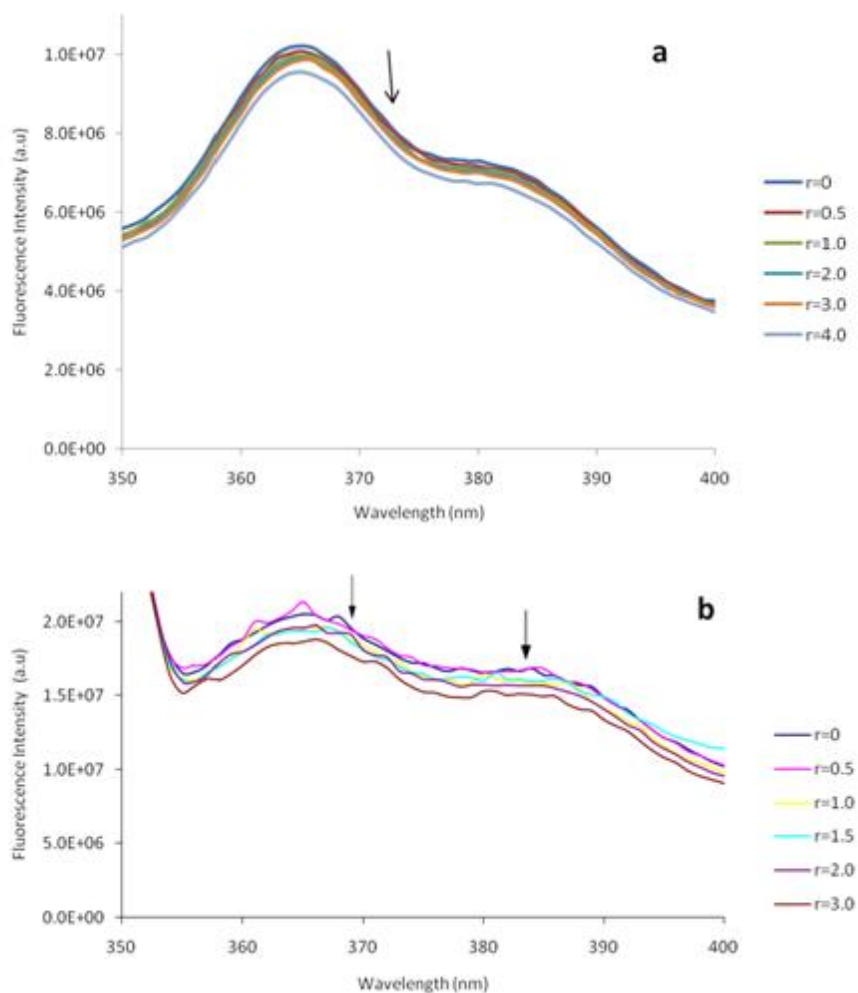 a
1.0E+07
8.0E+06
6.0E+06
4.0E+06
2.0E+06
0.0E+00
Fluorescence Intensity (a.u)
350 360 370 380 390 400
Wavelength (nm)
r=0
r=0.5
r=1.0
r=2.0
r=3.0
r=4.0
b
2.0E+07
1.5E+07
1.0E+07
5.0E+06
0.0E+00
Fluorescence Intensity (a.u)
350 360 370 380 390 400
Wavelength (nm)
r=0
r=0.5
r=1.0
r=1.5
r=2.0
r=3.0